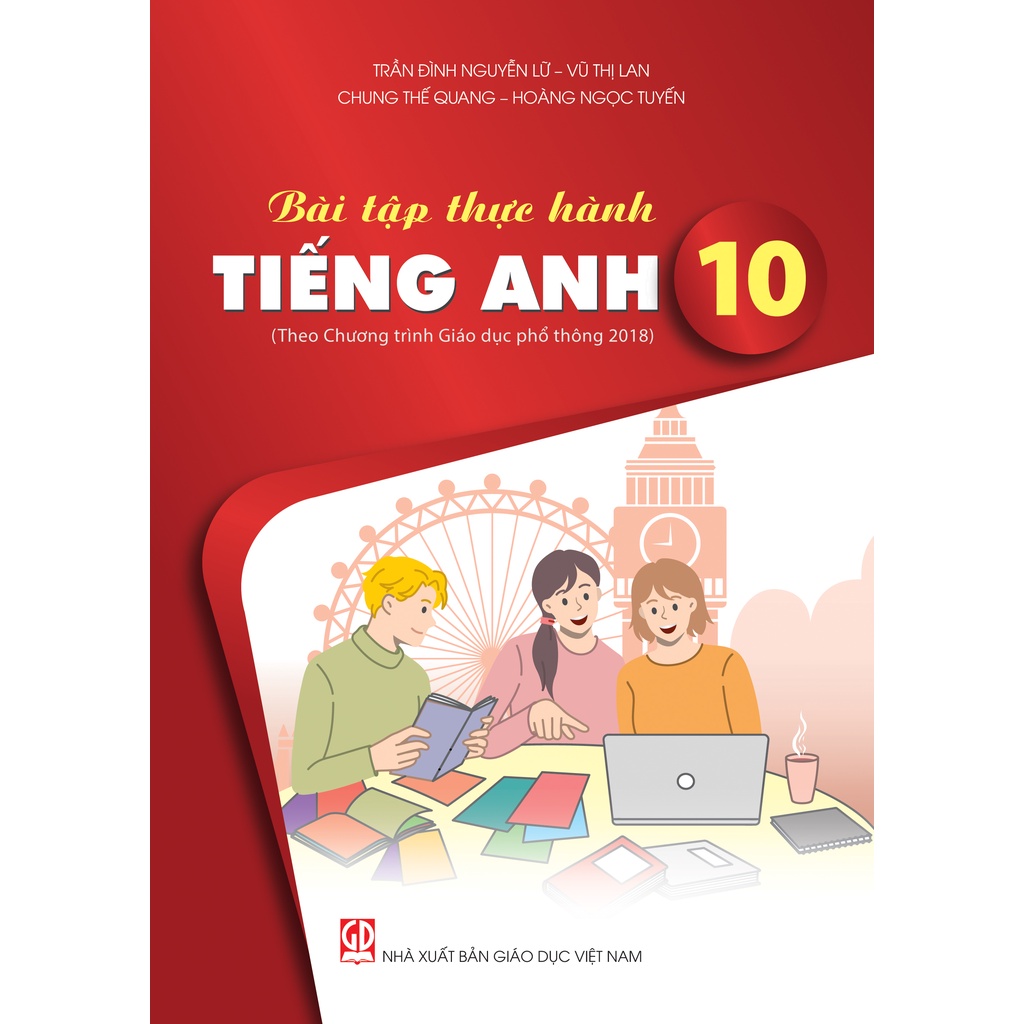 TRẦN ĐÌNH NGUYỄN LỮ – VŨ THỊ LAN
CHUNG THẾ QUANG – HOÀNG NGỌC TUYẾN
Bài tập thực hành
TIẾNG ANH 10
(Theo Chương trình Giáo dục phổ thông 2018)
GD NHÀ XUẤT BẢN GIÁO DỤC VIỆT NAM